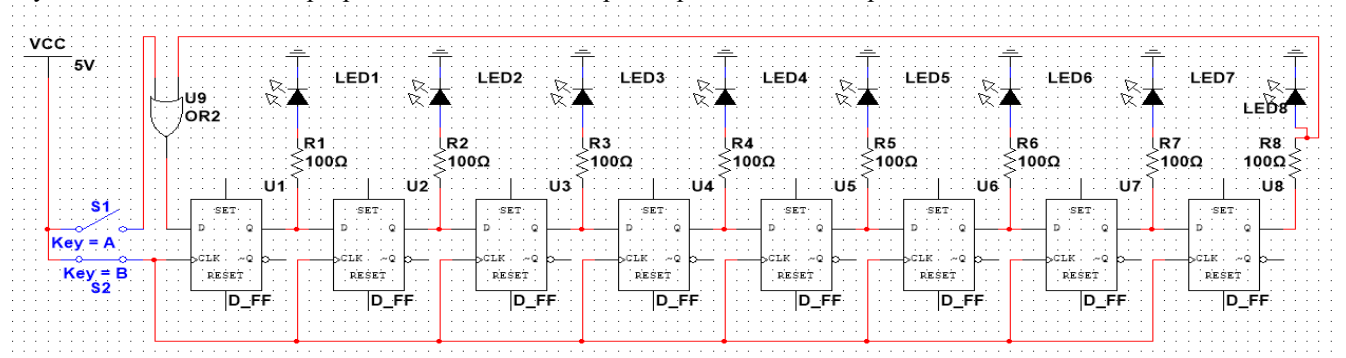 VCC
5V
U9
OR2
LED1
LED2
LED3
LED4
LED5
LED6
LED7
LED8
R1
100Ω
R2
100Ω
R3
100Ω
R4
100Ω
R5
100Ω
R6
100Ω
R7
100Ω
R8
100Ω
U1
U2
U3
U4
U5
U6
U7
U8
S1
Key = A
Key = B
S2
SET
D Q
CLK ~Q
RESET
D_FF
SET
D Q
CLK ~Q
RESET
D_FF
SET
D Q
CLK ~Q
RESET
D_FF
SET
D Q
CLK ~Q
RESET
D_FF
SET
D Q
CLK ~Q
RESET
D_FF
SET
D Q
CLK ~Q
RESET
D_FF
SET
D Q
CLK ~Q
RESET
D_FF
SET
D Q
CLK ~Q
RESET
D_FF